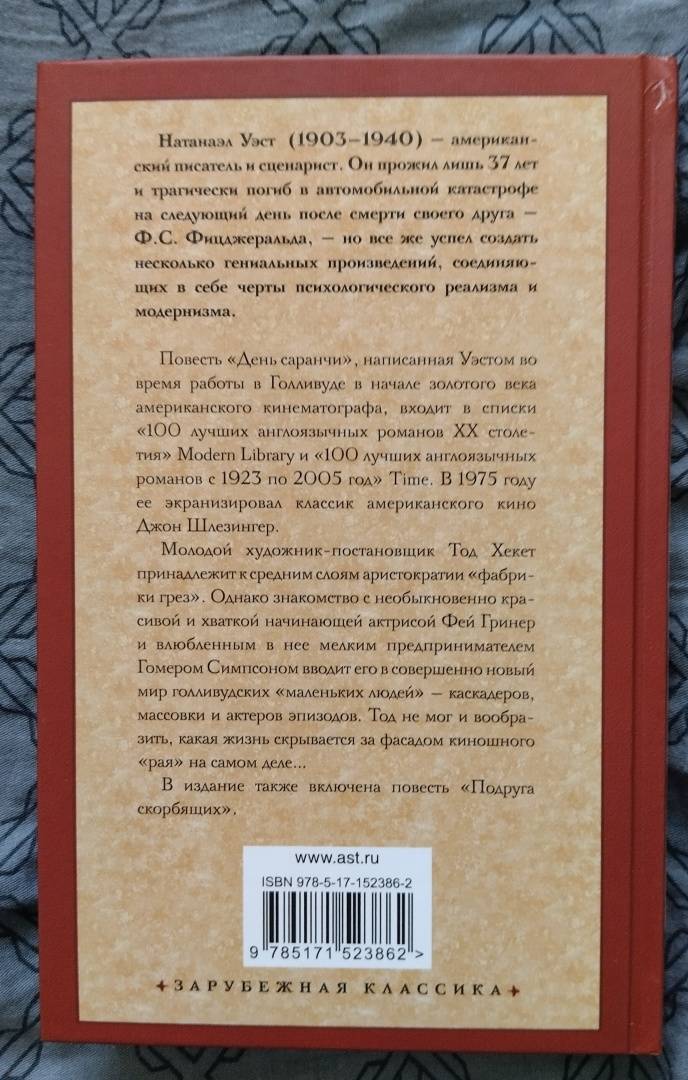 Натанаэл Уэст (1903–1940) – американ-
ский писатель и сценарист. Он прожил лишь 37 лет
и трагически погиб в автомобильной катастрофе
на следующий день после смерти своего друга –
Ф.С. Фицджеральда, – но все же успел создать
несколько гениальных произведений, соединяю-
щих в себе черты психологического реализма и
модернизма.
Повесть «День саранчи», написанная Уэстом во
время работы в Голливуде в начале золотого века
американского кинематографа, входит в списки
«100 лучших англоязычных романов XX столе-
тия» Modern Library и «100 лучших англоязычных
романов с 1923 по 2005 год» Time. В 1975 году
ее экранизировал классик американского кино
Джон Шлезингер.
Молодой художник-постановщик Тод Хекет
принадлежит к средним слоям аристократии «фабри-
ки грез». Однако знакомство с необыкновенно кра-
сивой и хваткой начинающей актрисой Фей Гринер
и влюбленным в нее мелким предпринимателем
Гомером Симпсоном вводит его в совершенно новый
мир голливудских «маленьких людей» – каскадеров,
массовки и актеров эпизодов. Тод не мог и вообра-
зить, какая жизнь скрывается за фасадом киношного
«рая» на самом деле...
В издание также включена повесть «Подруга
скорбящих».
www.ast.ru
ISBN 978-5-17-152386-2
9 785171 523862 >
ЗАРУБЕЖНАЯ КЛАССИКА